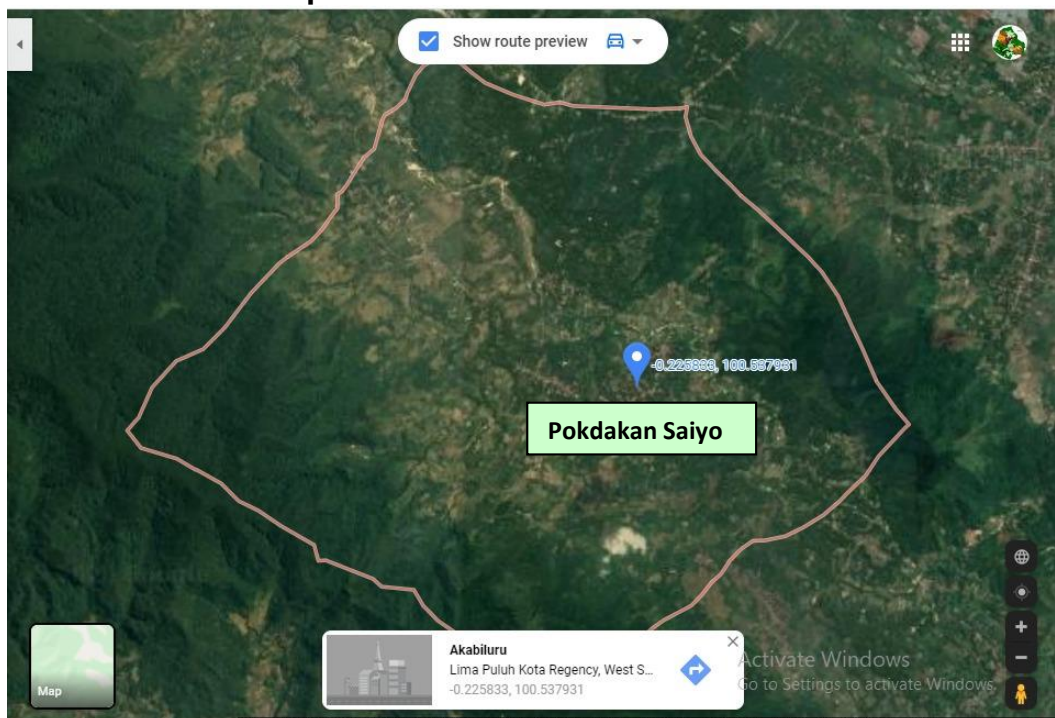 Show route preview
-0.225833, 100.537931
Pokdakan Saiyo
Akabiluru
Lima Puluh Kota Regency, West S...
-0.225833, 100.537931
Map
Activate Windows
Go to Settings to activate Windows.